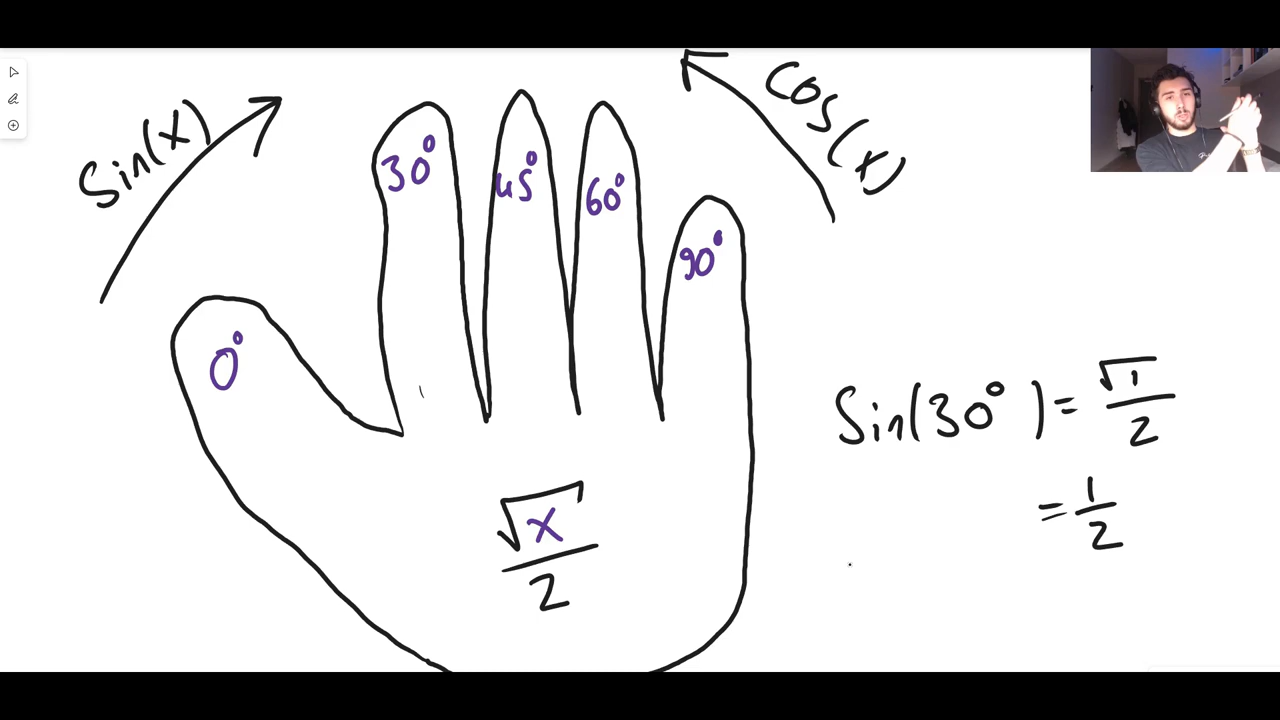 Sin(x)
cos(x)
30°
45°
60°
90°
0°
Sin(30°) = √1/2
= 1/2
√x/2